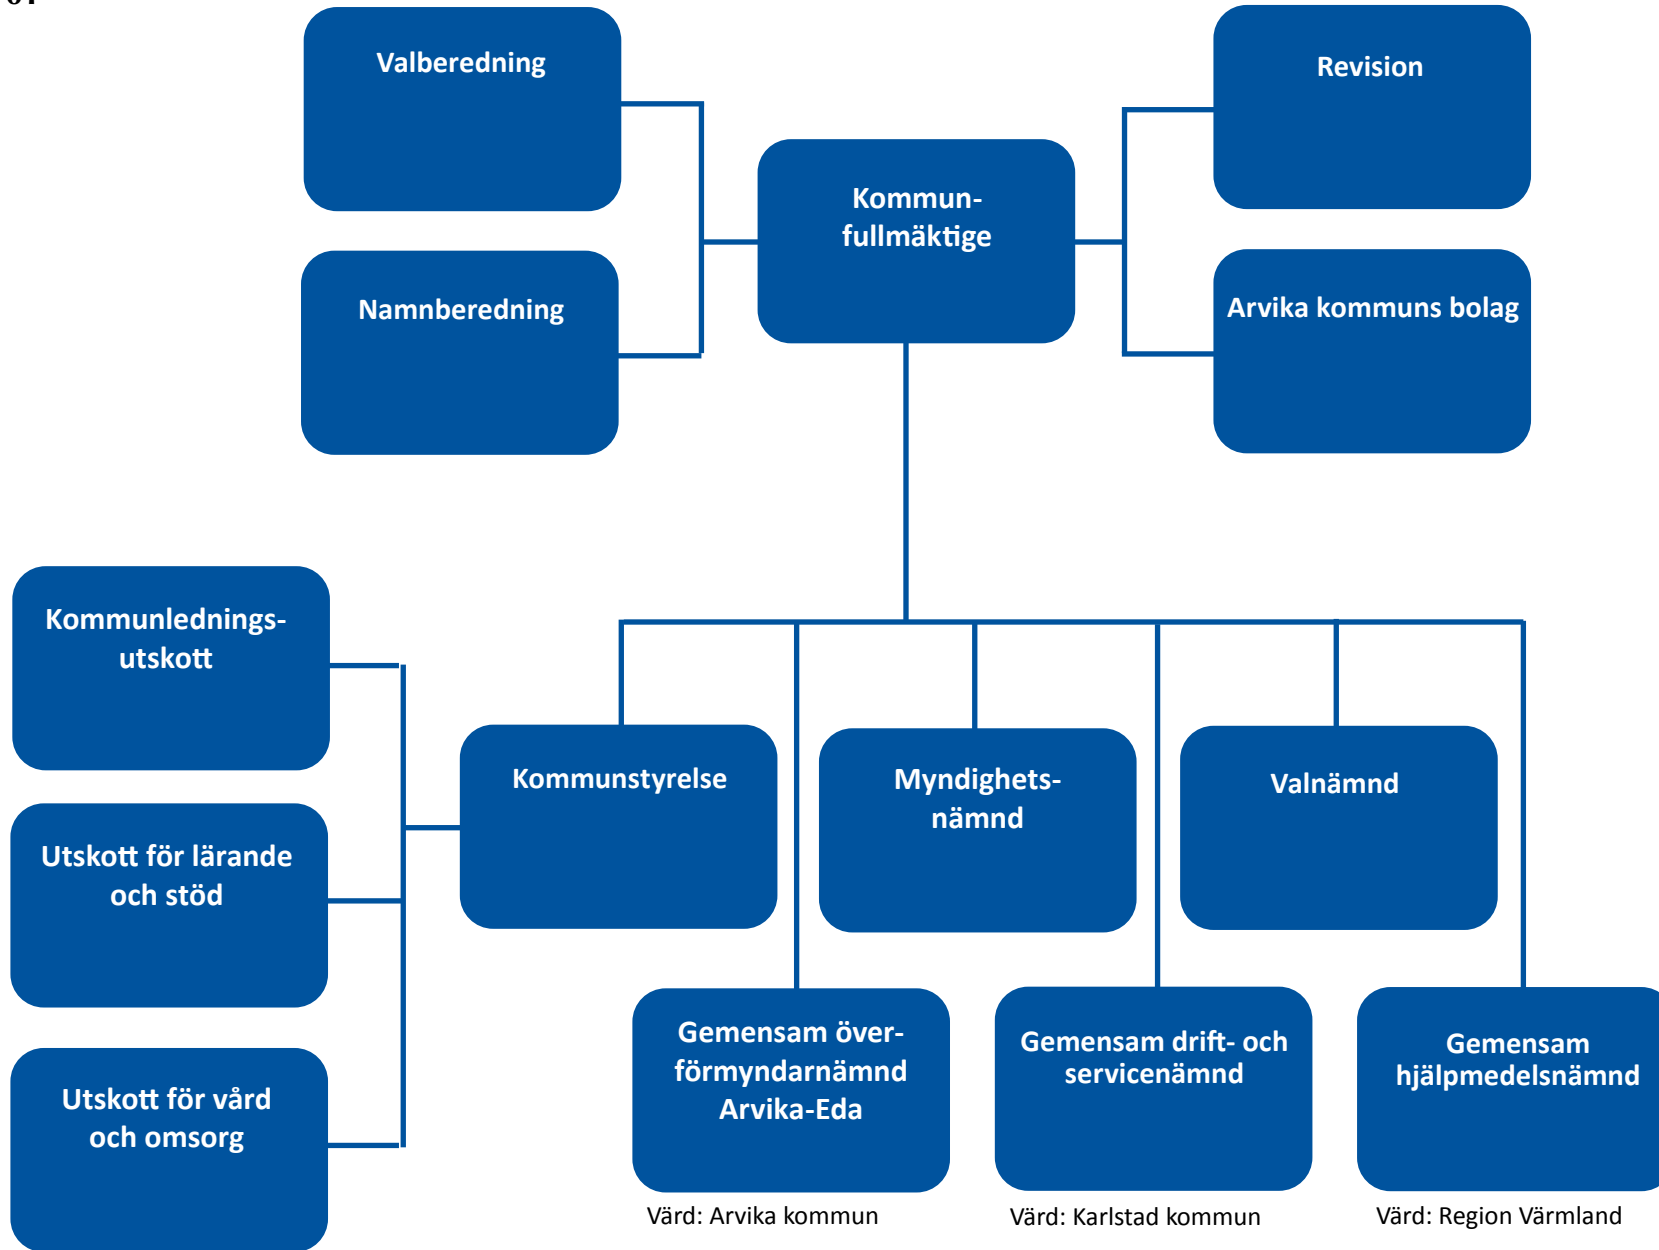 Valberedning
Revision
Kommun-
fullmäktige
Namnberedning
Arvika kommuns bolag
Kommunlednings-
utskott
Kommunstyrelse
Myndighets-
nämnd
Valnämnd
Utskott för lärande
och stöd
Utskott för vård
och omsorg
Gemensam över-
förmyndarnämnd
Arvika-Eda
Gemensam drift- och
servicenämnd
Gemensam
hjälpmedelsnämnd
Värd: Arvika kommun
Värd: Karlstad kommun
Värd: Region Värmland